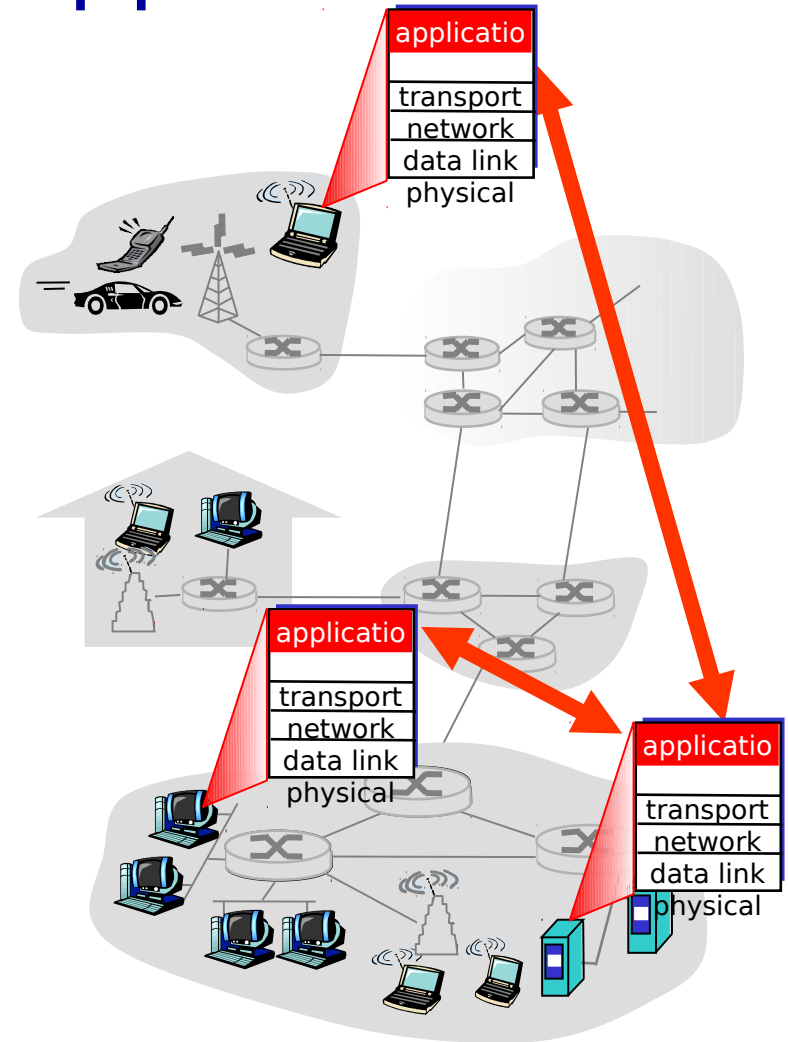 applicatio
transport
network
data link
physical
applicatio
transport
network
data link
physical
applicatio
transport
network
data link
physical